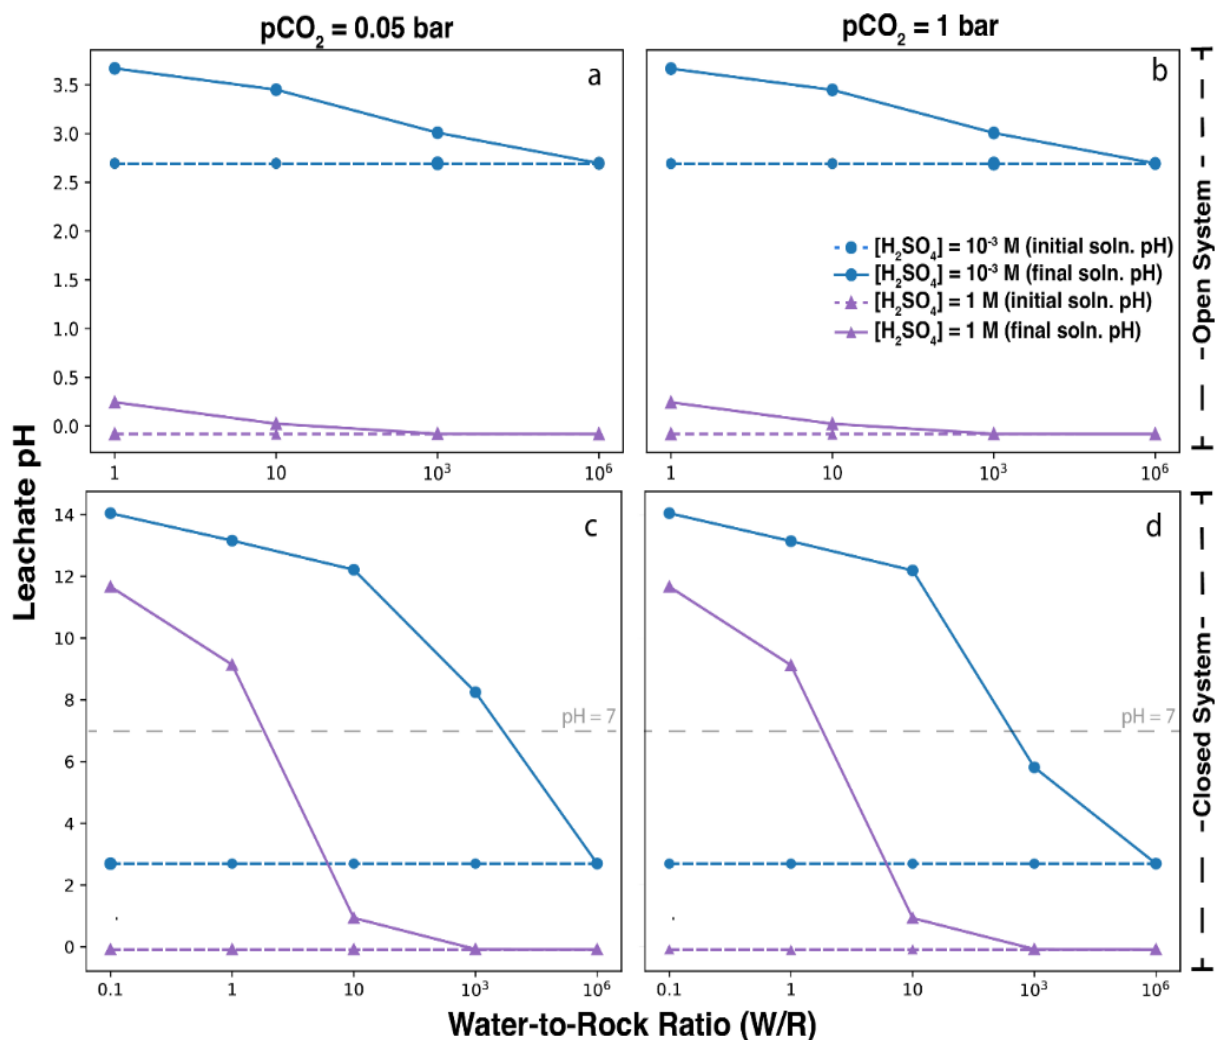 pCO₂ = 0.05 bar
pCO₂ = 1 bar
a
3.5
3.0
2.5
2.0
1.5
1.0
0.5
0.0
1
10
10³
10⁶
b
[H₂SO₄] = 10⁻³ M (initial soln. pH)
[H₂SO₄] = 10⁻³ M (final soln. pH)
[H₂SO₄] = 1 M (initial soln. pH)
[H₂SO₄] = 1 M (final soln. pH)
1
10
10³
10⁶
Open System
Leachate pH
c
14
12
10
8
6
4
2
0
pH = 7
0.1
1
10
10³
10⁶
d
pH = 7
0.1
1
10
10³
10⁶
Closed System
Water-to-Rock Ratio (W/R)